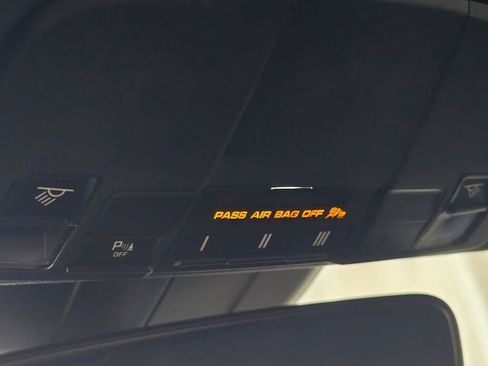 PASS AIR BAG OFF
P
OFF
I II III